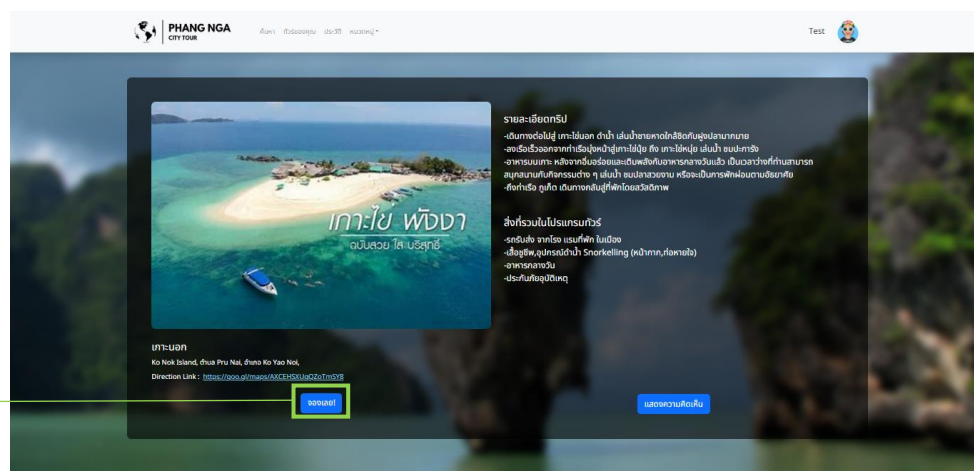 PHANG NGA
CITY TOUR
ค้นหา ทัวร์ของคุณ ประวัติ หมวดหมู่
Test
เกาะไข่ พังงา
ฉบับสวย ใส บริสุทธิ์
รายละเอียดทริป
-เดินทางต่อไปสู่ เกาะไข่นอก ดำน้ำ เล่นน้ำชายหาดใกล้ชิดกับฝูงปลามากมาย
-ลงเรือเร็วออกจากท่าเรือมุ่งหน้าสู่เกาะไข่นุ้ย ถึง เกาะไข่หนุ่ย เล่นน้ำ ชมปะการัง
-อาหารบนเกาะ หลังจากอิ่มอร่อยและเติมพลังกับอาหารกลางวันแล้ว เป็นเวลาว่างที่ท่านสามารถ
สนุกสนานกับกิจกรรมต่าง ๆ เล่นน้ำ ชมปลาสวยงาม หรือจะเป็นการพักผ่อนตามอัธยาศัย
-ถึงท่าเรือ ภูเก็ต เดินทางกลับสู่ที่พักโดยสวัสดิภาพ
สิ่งที่รวมในโปรแกรมทัวร์
-รถรับส่ง จากโรง แรมที่พัก ในเมือง
-เสื้อชูชีพ,อุปกรณ์ดำน้ำ Snorkelling (หน้ากาก,ท่อหายใจ)
-อาหารกลางวัน
-ประกันภัยอุบัติเหตุ
เกาะนอก
Ko Nok Island, ตำบล Pru Nai, อำเภอ Ko Yao Noi,
Direction Link : https://goo.gl/maps/AXCEHSXUgQZoTmSY8
จองเลย!
แสดงความคิดเห็น